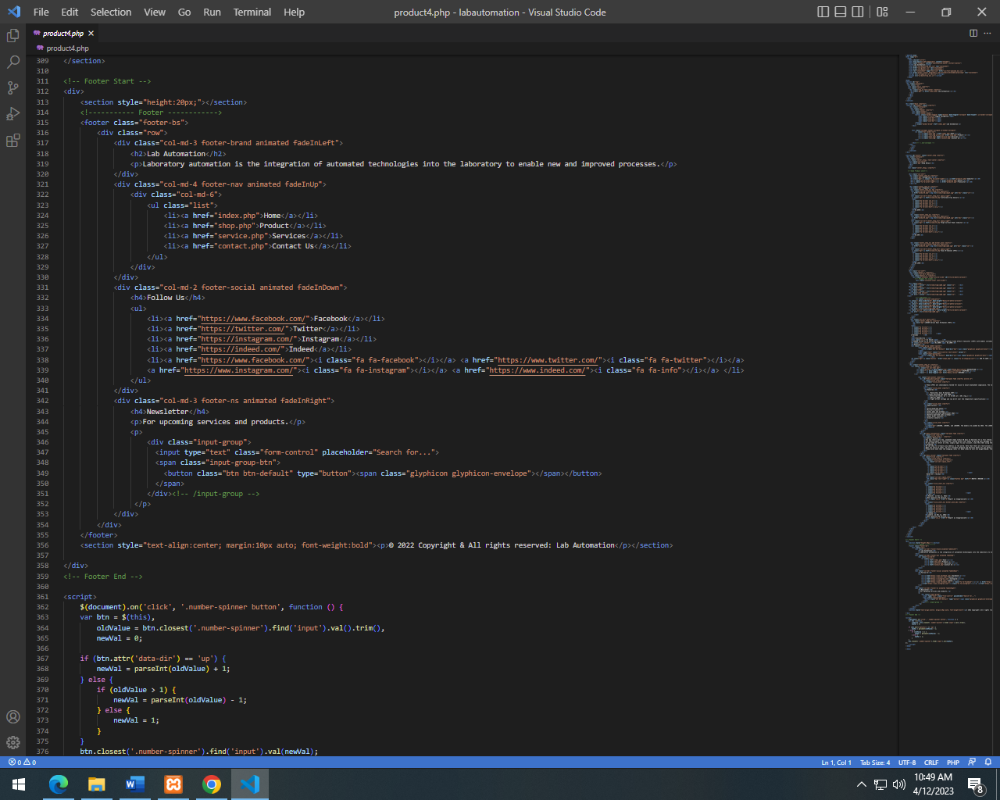 File Edit Selection View Go Run Terminal Help product4.php - labautomation - Visual Studio Code
product4.php
product4.php
309 </section>
310
311 <!-- Footer Start -->
312 <div>
313 <section style="height:20px;"></section>
314 <!----------- Footer ------------>
315 <footer class="footer-bs">
316 <div class="row">
317 <div class="col-md-3 footer-brand animated fadeInLeft">
318 <h2>Lab Automation</h2>
319 <p>Laboratory automation is the integration of automated technologies into the laboratory to enable new and improved processes.</p>
320 </div>
321 <div class="col-md-4 footer-nav animated fadeInUp">
322 <div class="col-md-6">
323 <ul class="list">
324 <li><a href="index.php">Home</a></li>
325 <li><a href="shop.php">Product</a></li>
326 <li><a href="service.php">Services</a></li>
327 <li><a href="contact.php">Contact Us</a></li>
328 </ul>
329 </div>
330 </div>
331 <div class="col-md-2 footer-social animated fadeInDown">
332 <h4>Follow Us</h4>
333 <ul>
334 <li><a href="https://www.facebook.com/">Facebook</a></li>
335 <li><a href="https://twitter.com/">Twitter</a></li>
336 <li><a href="https://instagram.com/">Instagram</a></li>
337 <li><a href="https://indeed.com/">Indeed</a></li>
338 <li><a href="https://www.facebook.com/"><i class="fa fa-facebook"></i></a> <a href="https://www.twitter.com/"><i class="fa fa-twitter"></i></a>
339 <a href="https://www.instagram.com/"><i class="fa fa-instagram"></i></a> <a href="https://www.indeed.com/"><i class="fa fa-info"></i></a> </li>
340 </ul>
341 </div>
342 <div class="col-md-3 footer-ns animated fadeInRight">
343 <h4>Newsletter</h4>
344 <p>For upcoming services and products.</p>
345 <p>
346 <div class="input-group">
347 <input type="text" class="form-control" placeholder="Search for...">
348 <span class="input-group-btn">
349 <button class="btn btn-default" type="button"><span class="glyphicon glyphicon-envelope"></span></button>
350 </span>
351 </div><!-- /input-group -->
352 </p>
353 </div>
354 </div>
355 </footer>
356 <section style="text-align:center; margin:10px auto; font-weight:bold"><p>© 2022 Copyright & All rights reserved: Lab Automation</p></section>
357
358 </div>
359 <!-- Footer End -->
360
361 <script>
362 $(document).on('click', '.number-spinner button', function () {
363 var btn = $(this),
364 oldValue = btn.closest('.number-spinner').find('input').val().trim(),
365 newVal = 0;
366
367 if (btn.attr('data-dir') == 'up') {
368 newVal = parseInt(oldValue) + 1;
369 } else {
370 if (oldValue > 1) {
371 newVal = parseInt(oldValue) - 1;
372 } else {
373 newVal = 1;
374 }
375 }
376 btn.closest('.number-spinner').find('input').val(newVal);
0 0 Ln 1, Col 1 Tab Size: 4 UTF-8 CRLF PHP
10:49 AM
4/12/2023
8